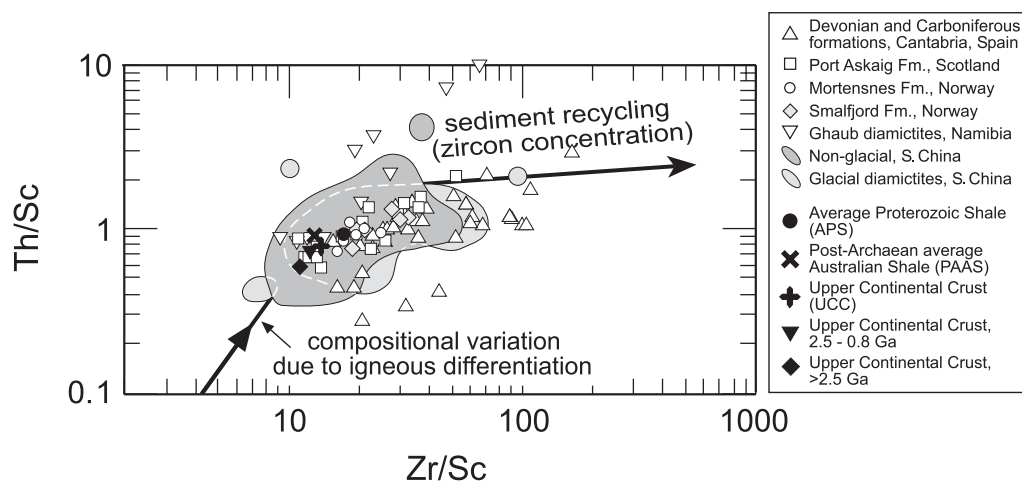 10
1
0.1
Th/Sc
10
100
1000
Zr/Sc
sediment recycling
(zircon concentration)
compositional variation
due to igneous differentiation
Devonian and Carboniferous
formations, Cantabria, Spain
Port Askaig Fm., Scotland
Mortensnes Fm., Norway
Smalfjord Fm., Norway
Ghaub diamictites, Namibia
Non-glacial, S. China
Glacial diamictites, S. China
Average Proterozoic Shale
(APS)
Post-Archaean average
Australian Shale (PAAS)
Upper Continental Crust
(UCC)
Upper Continental Crust,
2.5 - 0.8 Ga
Upper Continental Crust,
>2.5 Ga